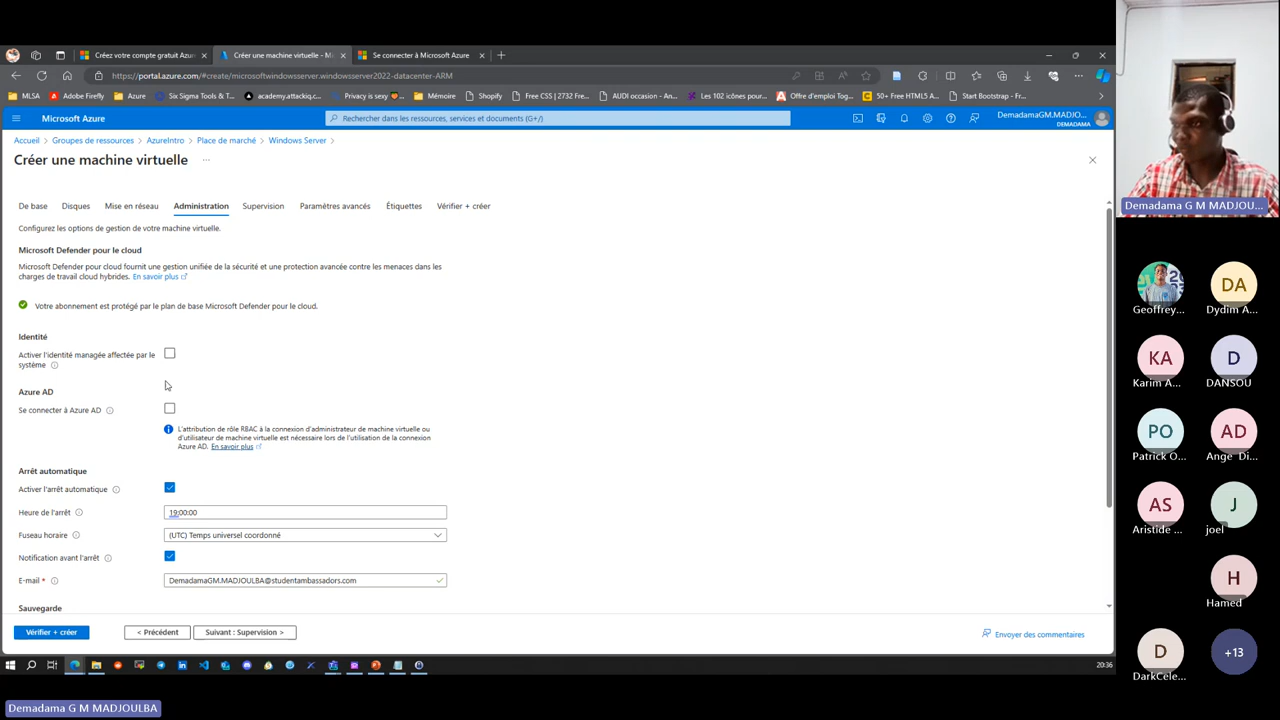 Créez votre compte gratuit Azur
Créer une machine virtuelle - M
Se connecter à Microsoft Azure
https://portal.azure.com/#create/microsoftwindowsserver.windowsserver2022-datacenter-ARM
MLSA
Adobe Firefly
Azure
Six Sigma Tools & T...
academy.attackiq.c...
Privacy is sexy
Mémoire
Shopify
Free CSS | 2732 Free...
AUDI occasion - An...
Les 102 icônes pour...
Offre d'emploi Tog...
50+ Free HTML5 A...
Start Bootstrap - Fr...
Microsoft Azure
Rechercher dans les ressources, services et documents (G+/)
DemadamaGM.MADJOU...
DEMADAMA
Accueil > Groupes de ressources > AzureIntro > Place de marché > Windows Server >
Créer une machine virtuelle ...
De base
Disques
Mise en réseau
Administration
Supervision
Paramètres avancés
Étiquettes
Vérifier + créer
Configurez les options de gestion de votre machine virtuelle.
Microsoft Defender pour le cloud
Microsoft Defender pour cloud fournit une gestion unifiée de la sécurité et une protection avancée contre les menaces dans les
charges de travail cloud hybrides. En savoir plus
Votre abonnement est protégé par le plan de base Microsoft Defender pour le cloud.
Identité
Activer l'identité managée affectée par le
système
Azure AD
Se connecter à Azure AD
L'attribution de rôle RBAC à la connexion d'administrateur de machine virtuelle ou
d'utilisateur de machine virtuelle est nécessaire lors de l'utilisation de la connexion
Azure AD. En savoir plus
Arrêt automatique
Activer l'arrêt automatique
Heure de l'arrêt
19:00:00
Fuseau horaire
(UTC) Temps universel coordonné
Notification avant l'arrêt
E-mail *
DemadamaGM.MADJOULBA@studentambassadors.com
Sauvegarde
Vérifier + créer
< Précédent
Suivant : Supervision >
Envoyer des commentaires
20:36
Demadama G M MADJOULBA
Demadama G M MADJOU...
Geoffrey...
DA
Dydim A...
KA
Karim A...
D
DANSOU
PO
Patrick O...
AD
Ange Di...
AS
Aristide ...
J
joel
H
Hamed
D
DarkCele...
+13